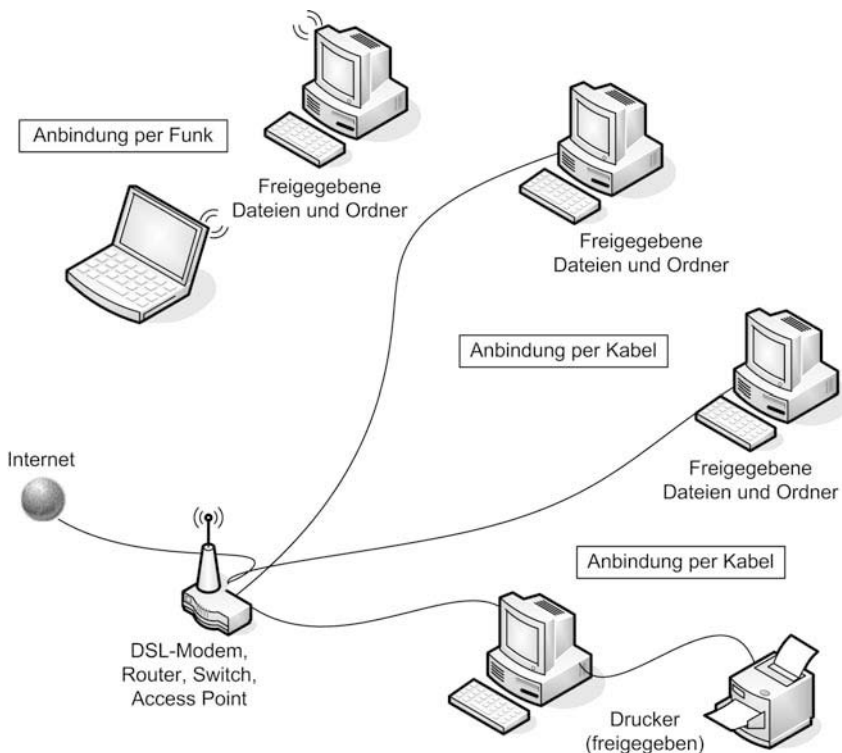 Anbindung per Funk
Freigegebene
Dateien und Ordner
Freigegebene
Dateien und Ordner
Anbindung per Kabel
Internet
Freigegebene
Dateien und Ordner
Anbindung per Kabel
DSL-Modem,
Router, Switch,
Access Point
Drucker
(freigegeben)